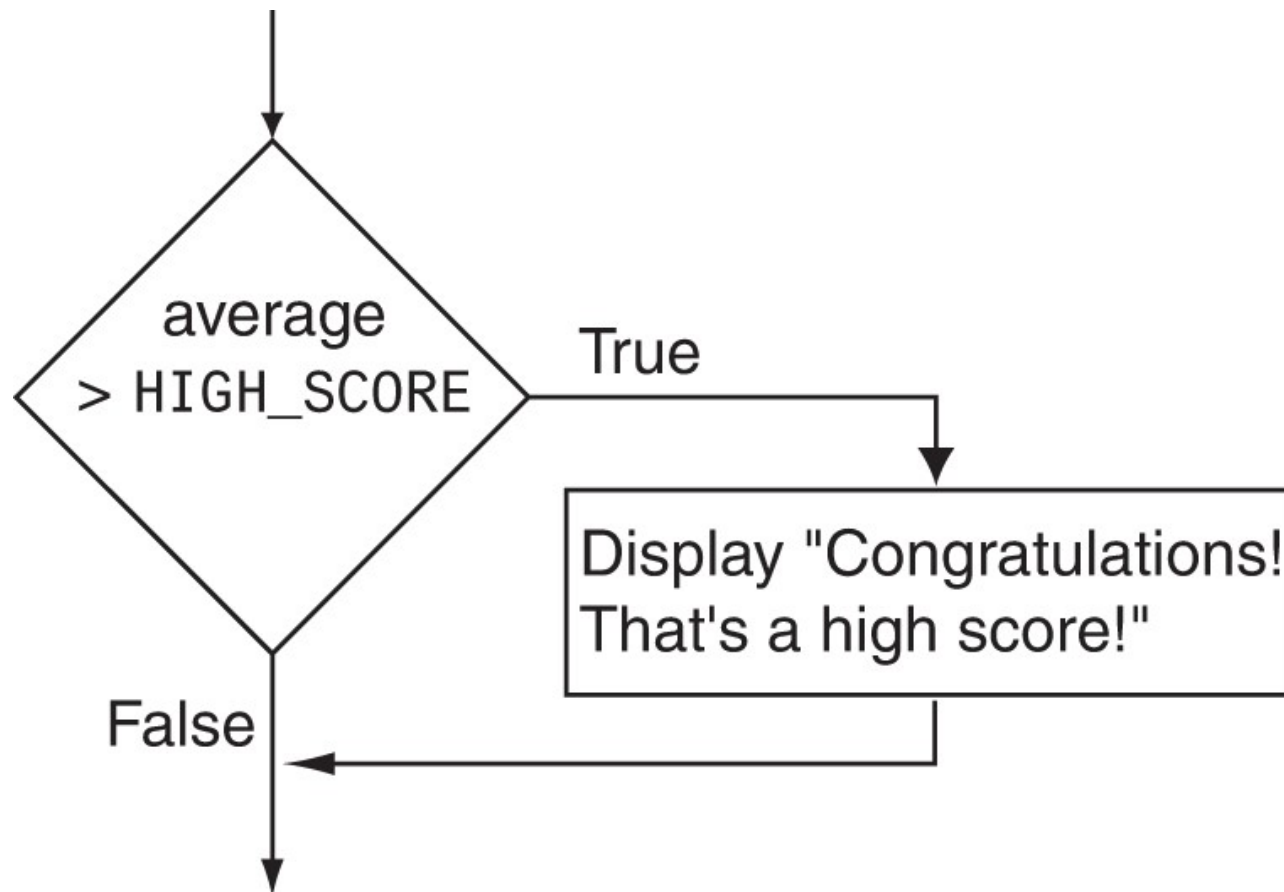 average
> HIGH_SCORE
True
Display "Congratulations!
That's a high score!"
False